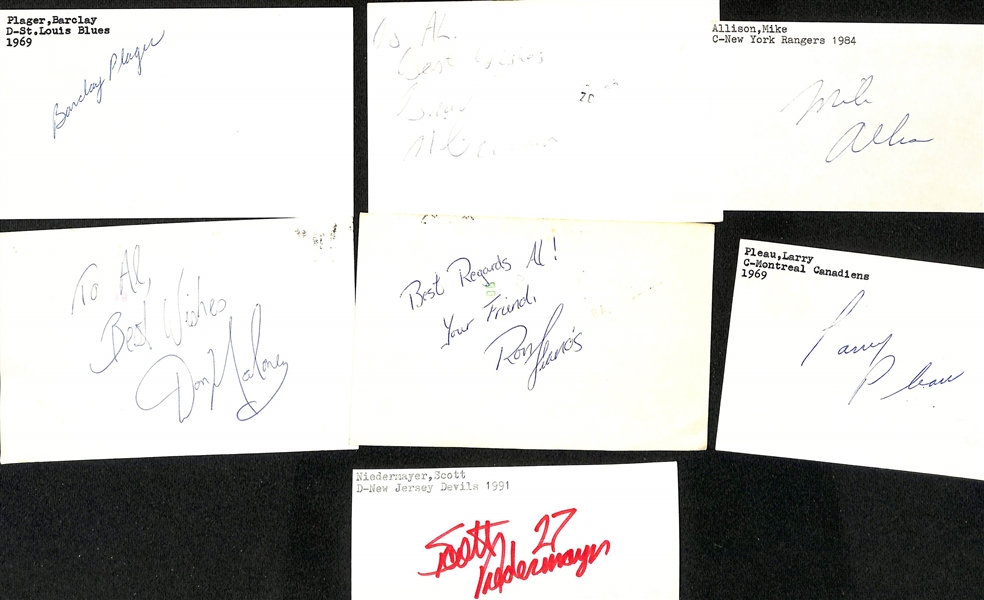 Plager,Barclay
D-St.Louis Blues
1969
Barclay Plager
To AL.
Best Wishes
20
Allison,Mike
C-New York Rangers 1984
Mike
Allison
To AL,
Best Wishes
Don Maloney
Best Regards Al!
Your Friend,
Ron Francis
Pleau,Larry
C-Montreal Canadiens
1969
Larry
Pleau
Niedermayer,Scott
D-New Jersey Devils 1991
Scott 27
Niedermayer